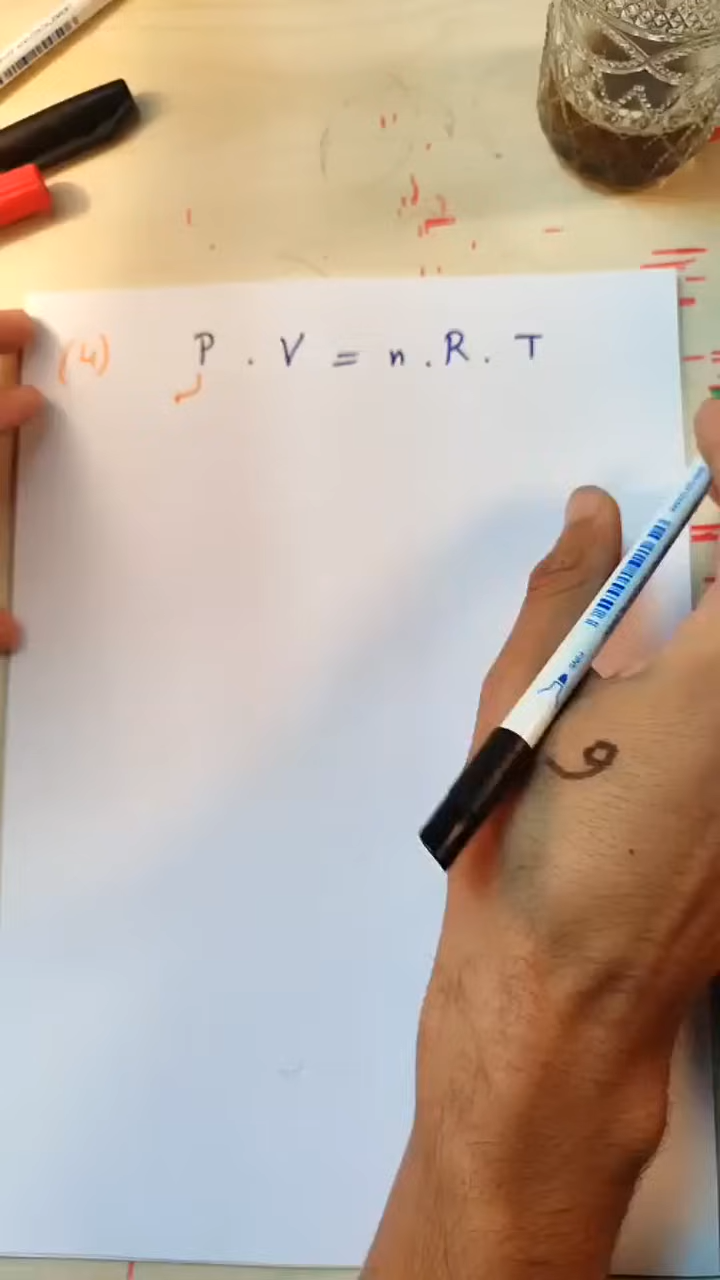 (4) P . V = n . R . T
و